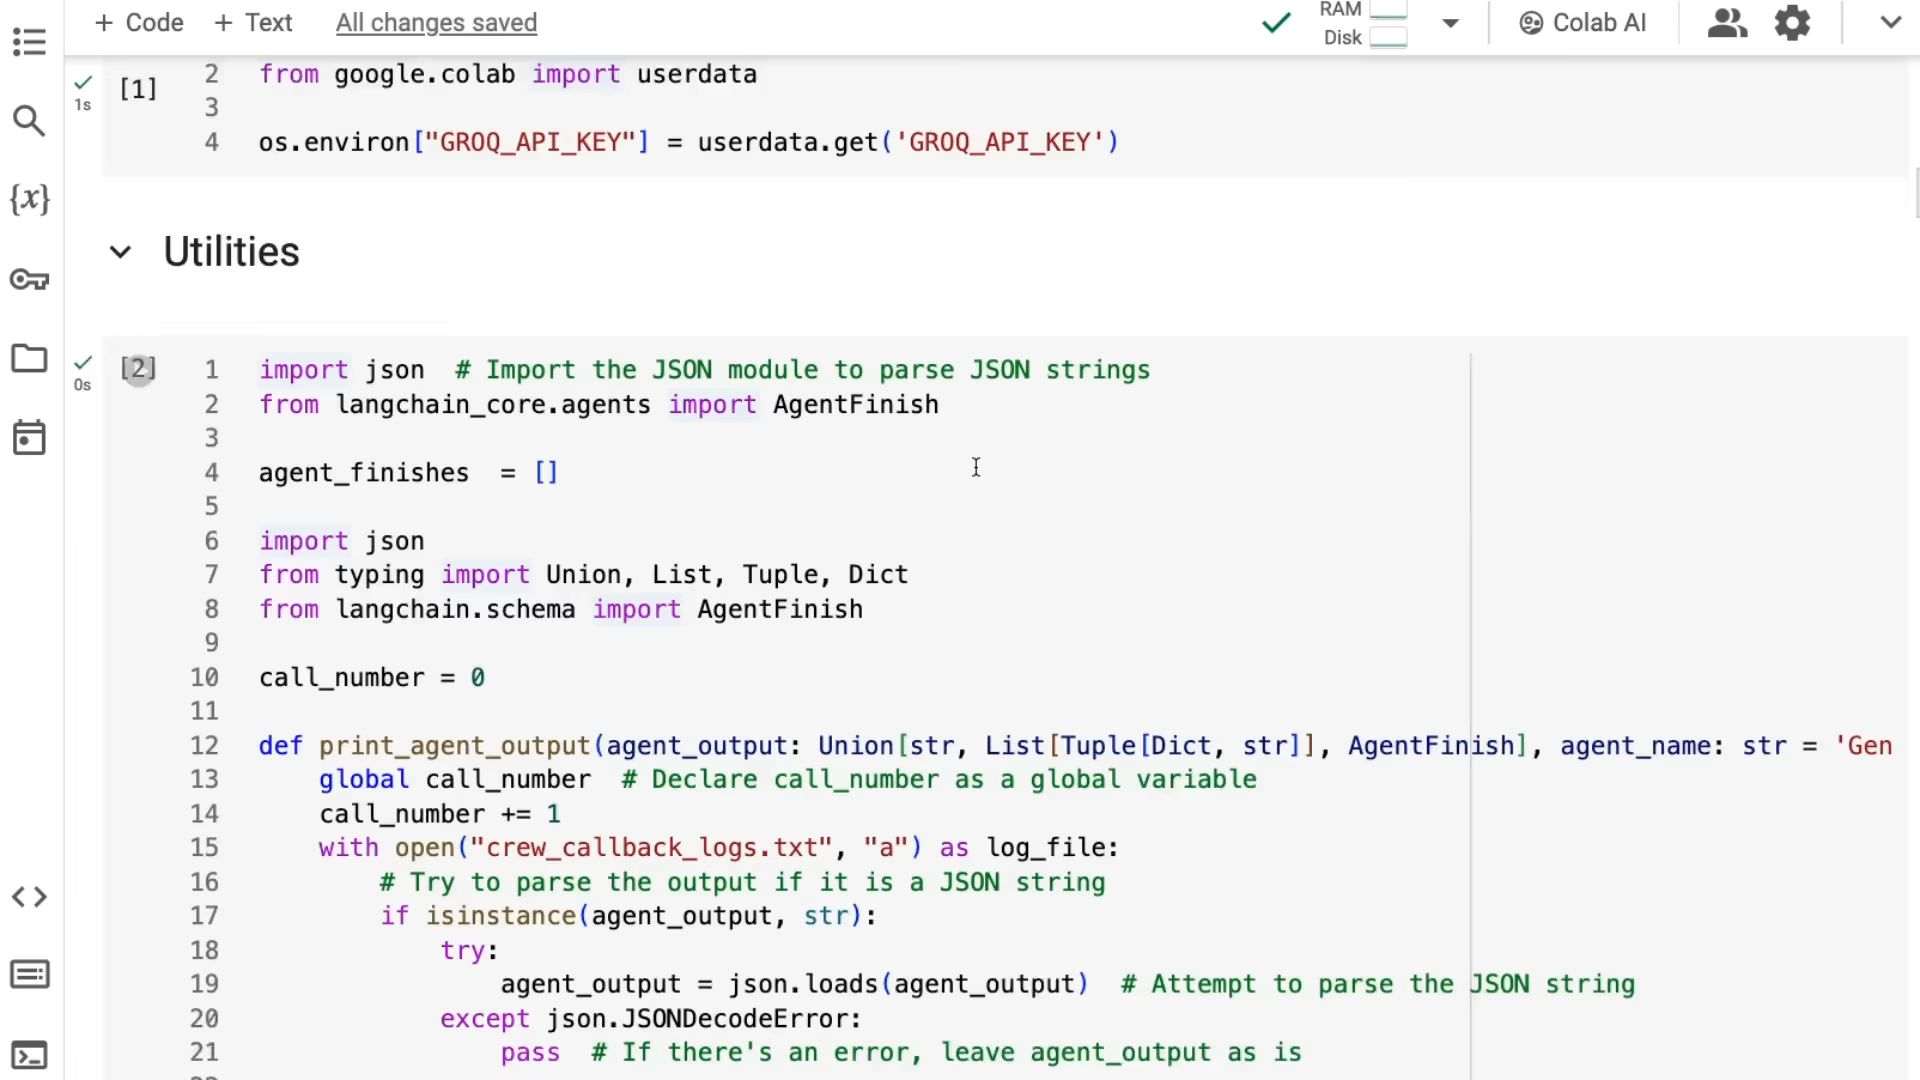 + Code + Text All changes saved RAM Disk Colab AI
1s [1] 2 from google.colab import userdata
3
4 os.environ["GROQ_API_KEY"] = userdata.get('GROQ_API_KEY')
{x}
Utilities
0s [2] 1 import json # Import the JSON module to parse JSON strings
2 from langchain_core.agents import AgentFinish
3
4 agent_finishes = []
5
6 import json
7 from typing import Union, List, Tuple, Dict
8 from langchain.schema import AgentFinish
9
10 call_number = 0
11
12 def print_agent_output(agent_output: Union[str, List[Tuple[Dict, str]], AgentFinish], agent_name: str = 'Gen
13 global call_number # Declare call_number as a global variable
14 call_number += 1
15 with open("crew_callback_logs.txt", "a") as log_file:
16 # Try to parse the output if it is a JSON string
17 if isinstance(agent_output, str):
18 try:
19 agent_output = json.loads(agent_output) # Attempt to parse the JSON string
20 except json.JSONDecodeError:
21 pass # If there's an error, leave agent_output as is